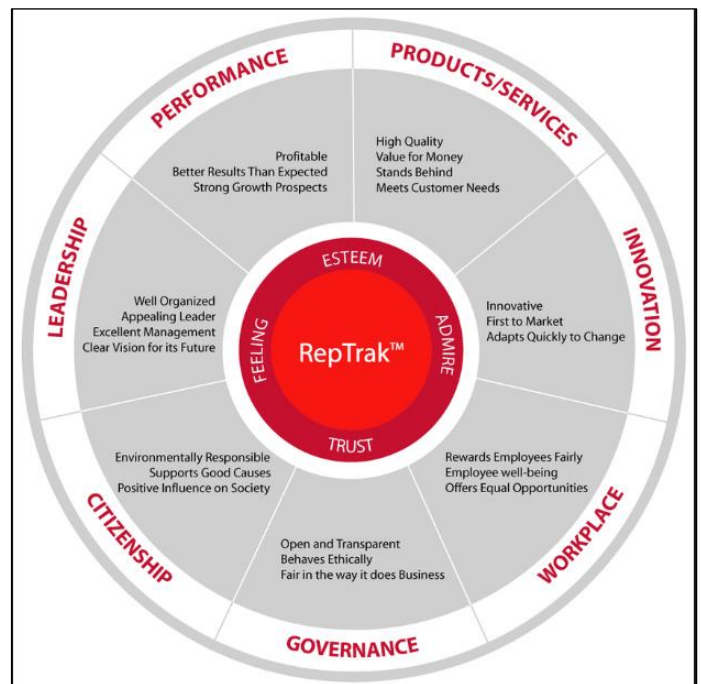 PERFORMANCE
Profitable
Better Results Than Expected
Strong Growth Prospects
PRODUCTS/SERVICES
High Quality
Value for Money
Stands Behind
Meets Customer Needs
INNOVATION
Innovative
First to Market
Adapts Quickly to Change
WORKPLACE
Rewards Employees Fairly
Employee well-being
Offers Equal Opportunities
GOVERNANCE
Open and Transparent
Behaves Ethically
Fair in the way it does Business
CITIZENSHIP
Environmentally Responsible
Supports Good Causes
Positive Influence on Society
LEADERSHIP
Well Organized
Appealing Leader
Excellent Management
Clear Vision for its Future
ESTEEM
ADMIRE
TRUST
FEELING
RepTrak™